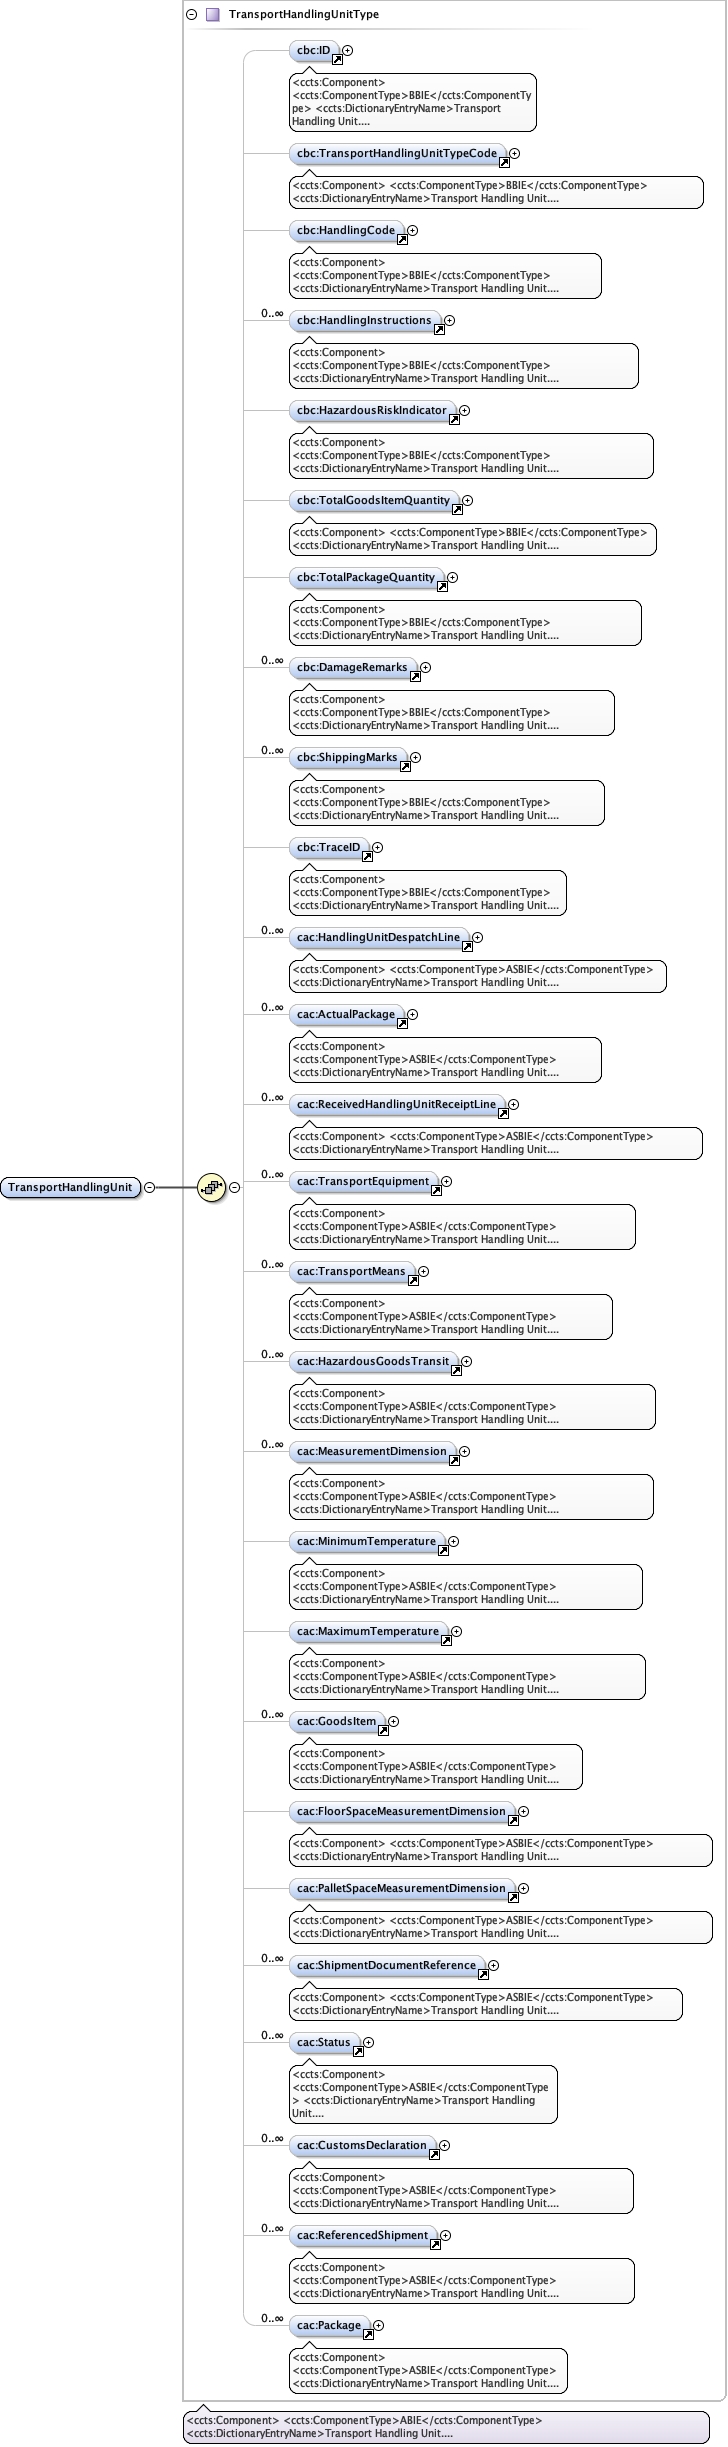 TransportHandlingUnitType
cbc:ID
<ccts:Component>
<ccts:ComponentType>BBIE</ccts:ComponentTy
pe> <ccts:DictionaryEntryName>Transport
Handling Unit....
cbc:TransportHandlingUnitTypeCode
<ccts:Component> <ccts:ComponentType>BBIE</ccts:ComponentType>
<ccts:DictionaryEntryName>Transport Handling Unit....
cbc:HandlingCode
<ccts:Component>
<ccts:ComponentType>BBIE</ccts:ComponentType>
<ccts:DictionaryEntryName>Transport Handling Unit....
0..∞
cbc:HandlingInstructions
<ccts:Component>
<ccts:ComponentType>BBIE</ccts:ComponentType>
<ccts:DictionaryEntryName>Transport Handling Unit....
cbc:HazardousRiskIndicator
<ccts:Component>
<ccts:ComponentType>BBIE</ccts:ComponentType>
<ccts:DictionaryEntryName>Transport Handling Unit....
cbc:TotalGoodsItemQuantity
<ccts:Component> <ccts:ComponentType>BBIE</ccts:ComponentType>
<ccts:DictionaryEntryName>Transport Handling Unit....
cbc:TotalPackageQuantity
<ccts:Component>
<ccts:ComponentType>BBIE</ccts:ComponentType>
<ccts:DictionaryEntryName>Transport Handling Unit....
0..∞
cbc:DamageRemarks
<ccts:Component>
<ccts:ComponentType>BBIE</ccts:ComponentType>
<ccts:DictionaryEntryName>Transport Handling Unit....
0..∞
cbc:ShippingMarks
<ccts:Component>
<ccts:ComponentType>BBIE</ccts:ComponentType>
<ccts:DictionaryEntryName>Transport Handling Unit....
cbc:TraceID
<ccts:Component>
<ccts:ComponentType>BBIE</ccts:ComponentType>
<ccts:DictionaryEntryName>Transport Handling Unit....
0..∞
cac:HandlingUnitDespatchLine
<ccts:Component> <ccts:ComponentType>ASBIE</ccts:ComponentType>
<ccts:DictionaryEntryName>Transport Handling Unit....
0..∞
cac:ActualPackage
<ccts:Component>
<ccts:ComponentType>ASBIE</ccts:ComponentType>
<ccts:DictionaryEntryName>Transport Handling Unit....
0..∞
cac:ReceivedHandlingUnitReceiptLine
<ccts:Component> <ccts:ComponentType>ASBIE</ccts:ComponentType>
<ccts:DictionaryEntryName>Transport Handling Unit....
TransportHandlingUnit
0..∞
cac:TransportEquipment
<ccts:Component>
<ccts:ComponentType>ASBIE</ccts:ComponentType>
<ccts:DictionaryEntryName>Transport Handling Unit....
0..∞
cac:TransportMeans
<ccts:Component>
<ccts:ComponentType>ASBIE</ccts:ComponentType>
<ccts:DictionaryEntryName>Transport Handling Unit....
0..∞
cac:HazardousGoodsTransit
<ccts:Component>
<ccts:ComponentType>ASBIE</ccts:ComponentType>
<ccts:DictionaryEntryName>Transport Handling Unit....
0..∞
cac:MeasurementDimension
<ccts:Component>
<ccts:ComponentType>ASBIE</ccts:ComponentType>
<ccts:DictionaryEntryName>Transport Handling Unit....
cac:MinimumTemperature
<ccts:Component>
<ccts:ComponentType>ASBIE</ccts:ComponentType>
<ccts:DictionaryEntryName>Transport Handling Unit....
cac:MaximumTemperature
<ccts:Component>
<ccts:ComponentType>ASBIE</ccts:ComponentType>
<ccts:DictionaryEntryName>Transport Handling Unit....
0..∞
cac:GoodsItem
<ccts:Component>
<ccts:ComponentType>ASBIE</ccts:ComponentType>
<ccts:DictionaryEntryName>Transport Handling Unit....
cac:FloorSpaceMeasurementDimension
<ccts:Component> <ccts:ComponentType>ASBIE</ccts:ComponentType>
<ccts:DictionaryEntryName>Transport Handling Unit....
cac:PalletSpaceMeasurementDimension
<ccts:Component> <ccts:ComponentType>ASBIE</ccts:ComponentType>
<ccts:DictionaryEntryName>Transport Handling Unit....
0..∞
cac:ShipmentDocumentReference
<ccts:Component> <ccts:ComponentType>ASBIE</ccts:ComponentType>
<ccts:DictionaryEntryName>Transport Handling Unit....
0..∞
cac:Status
<ccts:Component>
<ccts:ComponentType>ASBIE</ccts:ComponentType
> <ccts:DictionaryEntryName>Transport Handling
Unit....
0..∞
cac:CustomsDeclaration
<ccts:Component>
<ccts:ComponentType>ASBIE</ccts:ComponentType>
<ccts:DictionaryEntryName>Transport Handling Unit....
0..∞
cac:ReferencedShipment
<ccts:Component>
<ccts:ComponentType>ASBIE</ccts:ComponentType>
<ccts:DictionaryEntryName>Transport Handling Unit....
0..∞
cac:Package
<ccts:Component>
<ccts:ComponentType>ASBIE</ccts:ComponentType>
<ccts:DictionaryEntryName>Transport Handling Unit....
<ccts:Component> <ccts:ComponentType>ABIE</ccts:ComponentType>
<ccts:DictionaryEntryName>Transport Handling Unit....